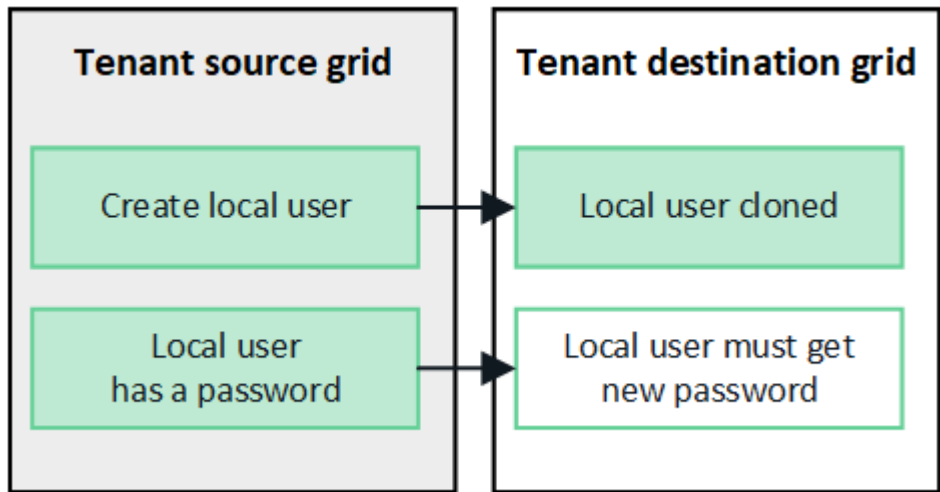 Tenant source grid
Tenant destination grid
Create local user
Local user cloned
Local user
has a password
Local user must get
new password